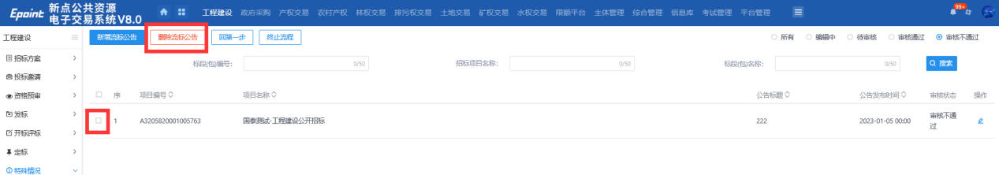 Epoint 新点公共资源
电子交易系统V8.0
工程建设 政府采购 产权交易 农村产权 林权交易 排污权交易 土地交易 矿权交易 水权交易 限额平台 主体管理 综合管理 信息库 考试管理 平台管理 99+
工程建设 新增流标公告 删除流标公告 回第一步 终止流程 所有 编辑中 待审核 审核通过 审核不通过
招标方案
标段(包)编号: 0/50 招标项目名称: 0/50 标段(包)名称: 0/50 搜索
投标邀请
资格预审
序 项目编号 项目名称 公告标题 公告发布时间 审核状态 操作
发标
1 A3205820001005763 国泰测试-工程建设公开招标 222 2023-01-05 00:00 审核不通
过
开标评标
定标
特殊情况